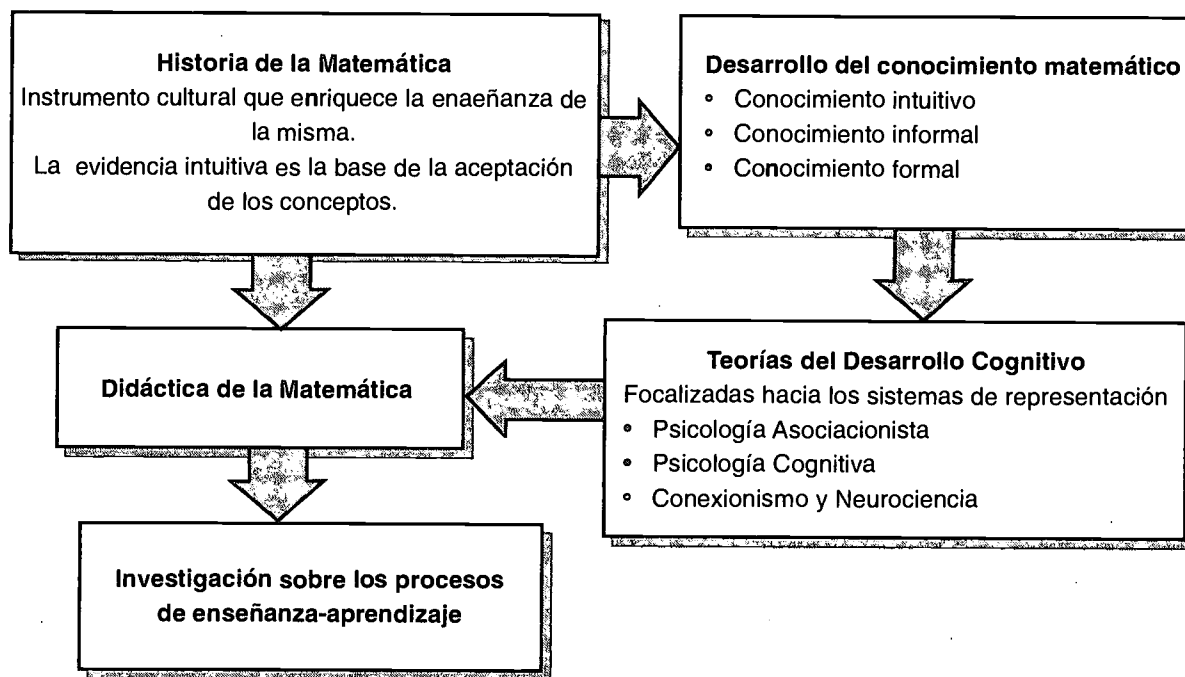 Historia de la Matemática
Instrumento cultural que enriquece la enaeñanza de
la misma.
La evidencia intuitiva es la base de la aceptación
de los conceptos.
Desarrollo del conocimiento matemático
• Conocimiento intuitivo
• Conocimiento informal
• Conocimiento formal
Didáctica de la Matemática
Teorías del Desarrollo Cognitivo
Focalizadas hacia los sistemas de representación
• Psicología Asociacionista
• Psicología Cognitiva
• Conexionismo y Neurociencia
Investigación sobre los procesos
de enseñanza-aprendizaje